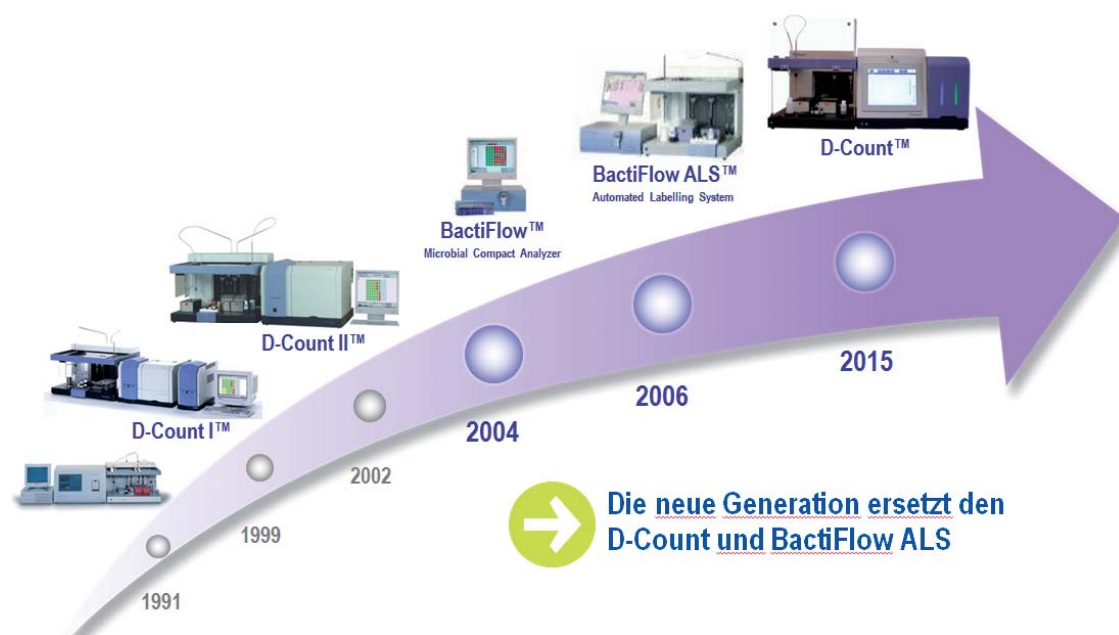 D-Count™
BactiFlow ALS™
Automated Labelling System
BactiFlow™
Microbial Compact Analyzer
D-Count II™
D-Count I™
2015
2006
2004
2002
1999
1991
Die neue Generation ersetzt den
D-Count und BactiFlow ALS